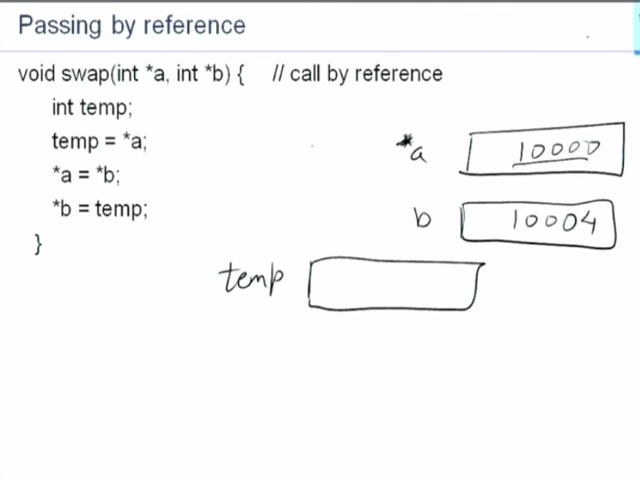 Passing by reference
void swap(int *a, int *b) {    // call by reference
int temp;
temp = *a;
*a = *b;
*b = temp;
}
*a 10000
b 10004
temp